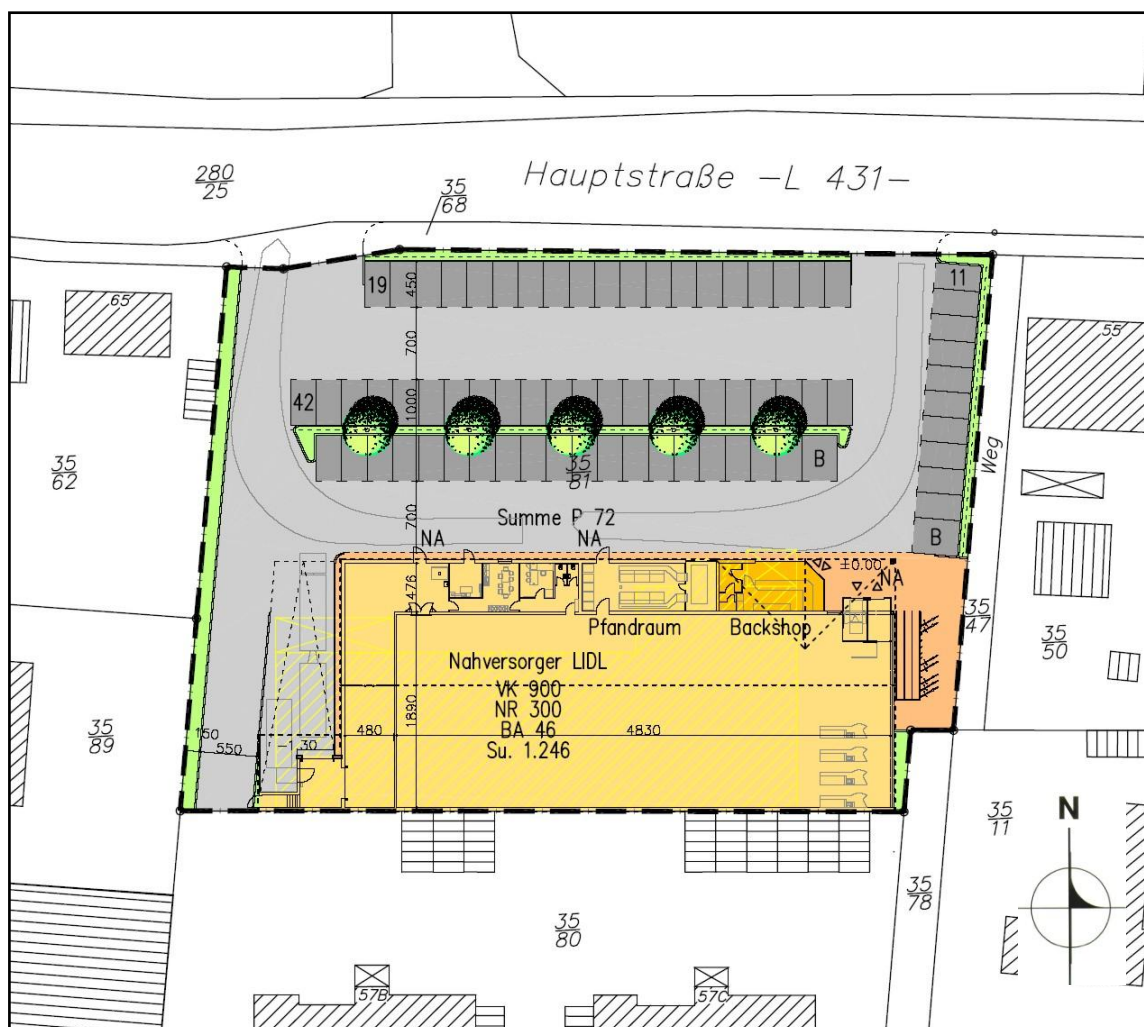 280
25
35
68
Hauptstraße -L 431-
65
19
450
11
55
700
42
1000
35
62
35
81
B
Weg
700
Summe P 72
B
NA
NA
±0.00
NA
476
Pfandraum
Backshop
35
47
35
50
Nahversorger LIDL
VK 900
NR 300
BA 46
Su. 1.246
1890
35
89
150
550
-1.30
480
4830
35
11
N
35
78
35
80
57B
57C